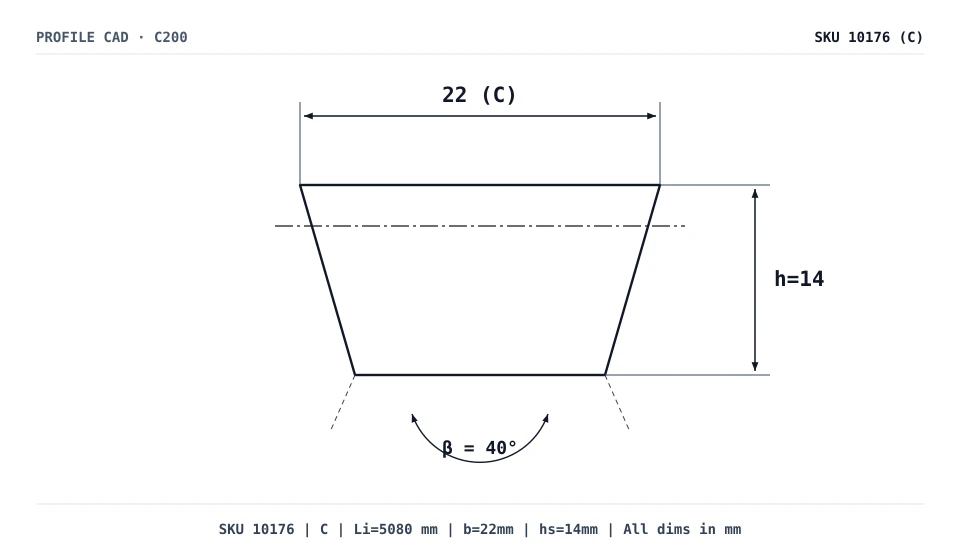 PROFILE CAD · C200
SKU 10176 (C)
22 (C)
h=14
β = 40°
SKU 10176 | C | Li=5080 mm | b=22mm | hs=14mm | All dims in mm